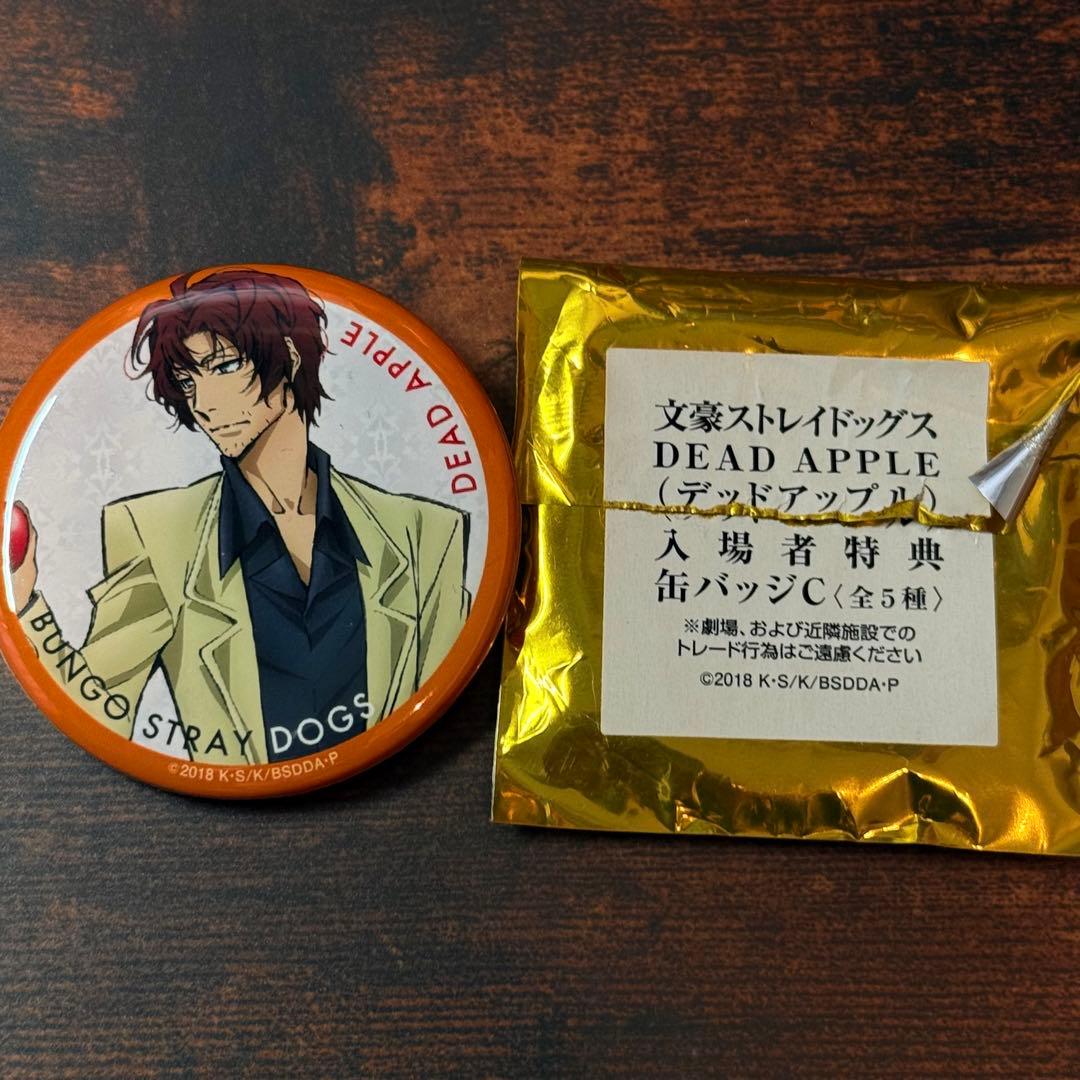 DEAD APPLE
BUNGO STRAY DOGS
©2018 K・S/K/BSDDA・P
文豪ストレイドッグス
DEAD APPLE
(デッドアップル)
入場者特典
缶バッジC〈全5種〉
※劇場、および近隣施設での
トレード行為はご遠慮ください
©2018 K・S/K/BSDDA・P